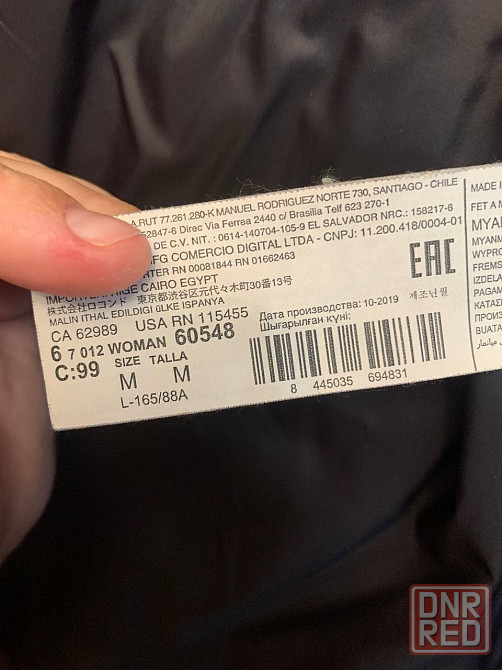 A RUT 77.261.280-K MANUEL RODRIGUEZ NORTE 730, SANTIAGO - CHILE
52847-6 Direc Via Ferrea 2440 c/ Brasilia Telf 623 270-1
DE C.V. NIT. : 0614-140704-105-9 EL SALVADOR NRC.: 158217-6
MFG COMERCIO DIGITAL LTDA - CNPJ: 11.200.418/0004-01
RTER RN 00081844 RN 01662463
CAIRO EGYPT
株式会社ロコンド 東京都渋谷区元代々木町30番13号
MALIN ITHAL EDILDIGI ÜLKE ISPANYA
CA 62989 USA RN 115455
6 7 012 WOMAN 60548
C:99 SIZE TALLA
M M
L-165/88A
Дата производства: 10-2019 제조년월
Шығарылған күні:
8 445035 694831
EAC
MADE
FET A M
MYAN
MYANM
WYPRO
FREMS
IZDELA
PAGAM
KATAS
ПРОИЗ
ӨНДІ
BUATA
DNR
RED